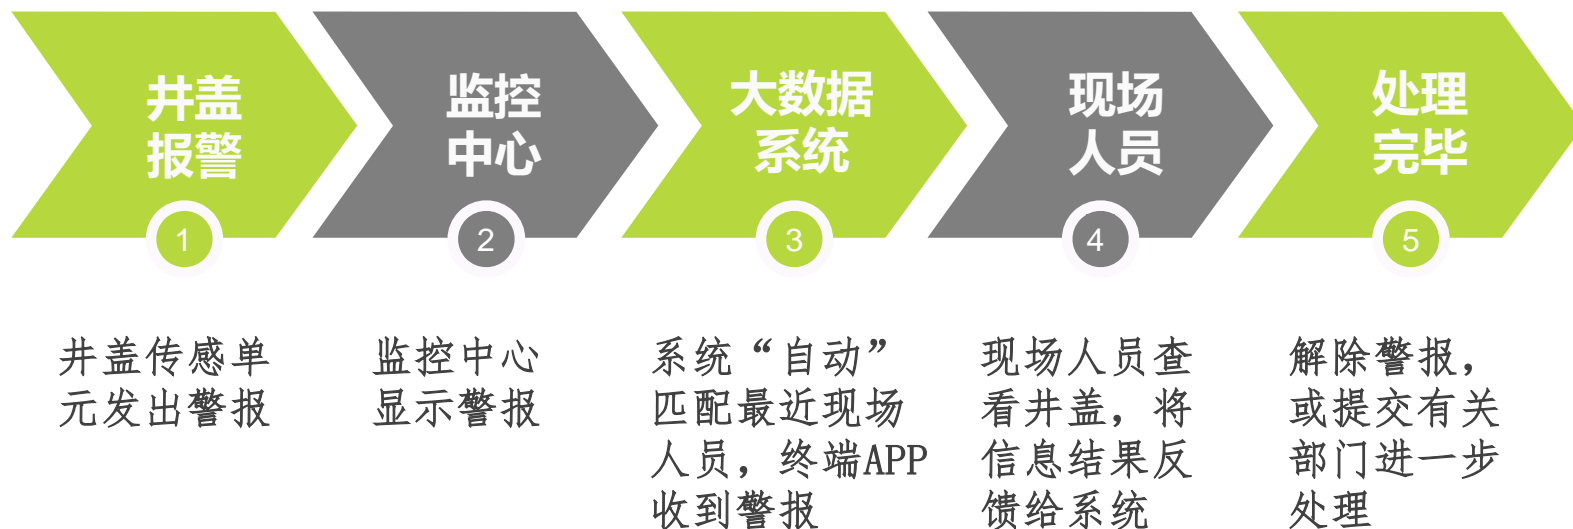 井盖
报警
监控
中心
大数据
系统
现场
人员
处理
完毕
1
2
3
4
5
井盖传感单
元发出警报
监控中心
显示警报
系统“自动”
匹配最近现场
人员，终端APP
收到警报
现场人员查
看井盖，将
信息结果反
馈给系统
解除警报，
或提交有关
部门进一步
处理